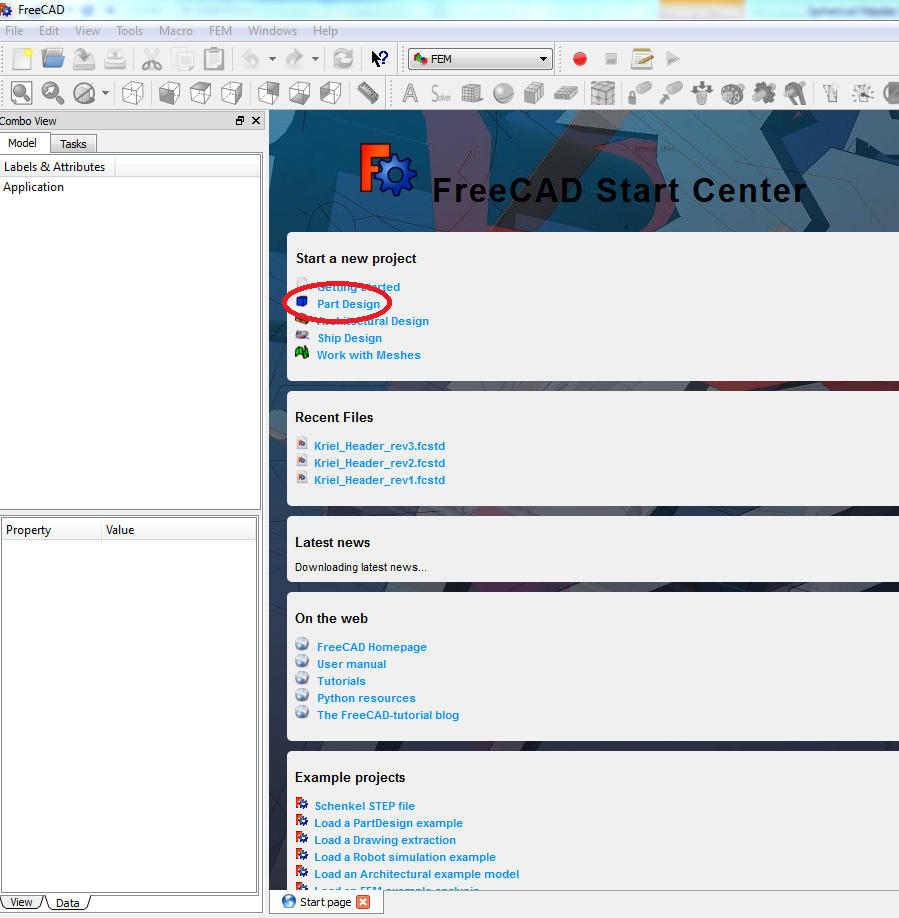 FreeCAD
File Edit View Tools Macro FEM Windows Help
FEM
A Solver
Combo View
Model Tasks
Labels & Attributes
Application
Property Value
View Data
FreeCAD Start Center
Start a new project
Getting started
Part Design
Architectural Design
Ship Design
Work with Meshes
Recent Files
Kriel_Header_rev3.fcstd
Kriel_Header_rev2.fcstd
Kriel_Header_rev1.fcstd
Latest news
Downloading latest news...
On the web
FreeCAD Homepage
User manual
Tutorials
Python resources
The FreeCAD-tutorial blog
Example projects
Schenkel STEP file
Load a PartDesign example
Load a Drawing extraction
Load a Robot simulation example
Load an Architectural example model
Load an FEM example analysis
Start page